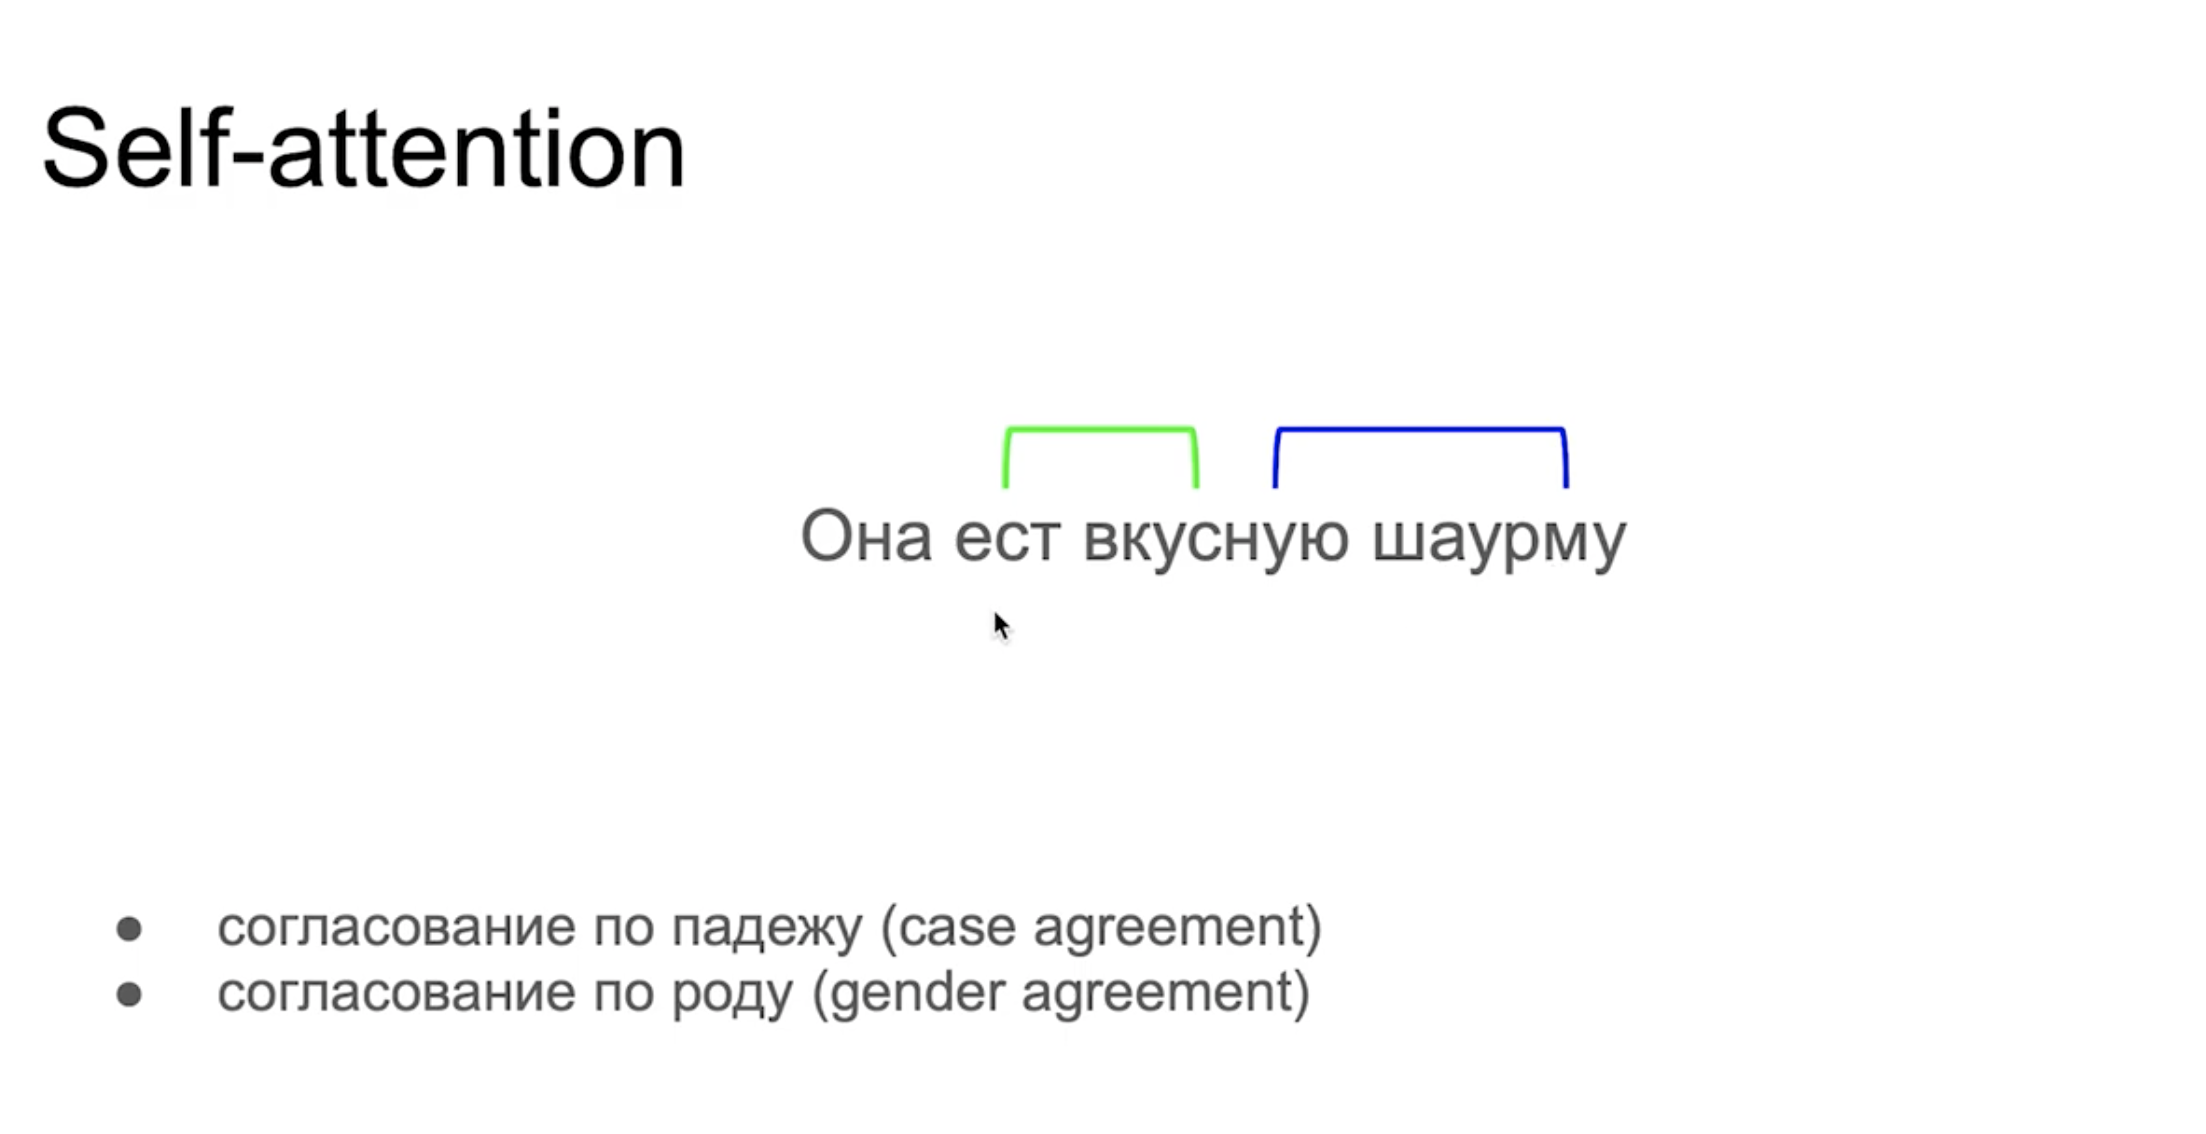 Self-attention
Она ест вкусную шаурму
● согласование по падежу (case agreement)
● согласование по роду (gender agreement)